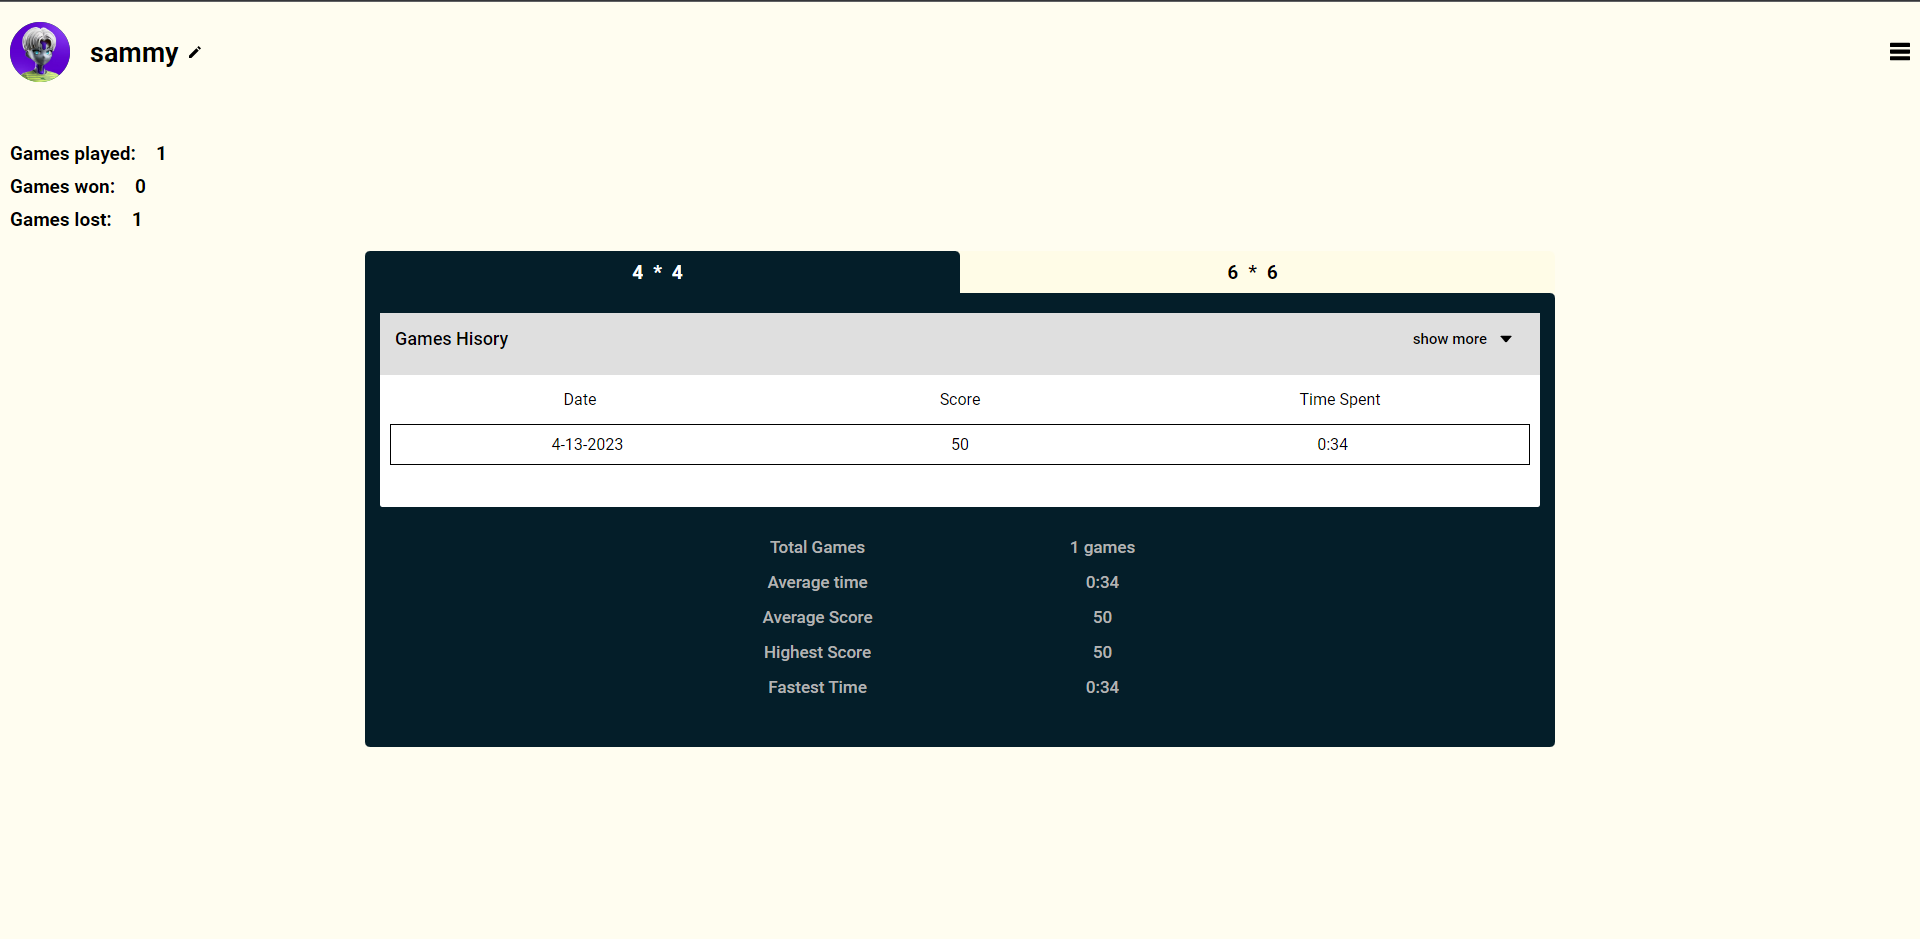 sammy
Games played: 1
Games won: 0
Games lost: 1
4 * 4 6 * 6
Games Hisory show more
Date Score Time Spent
4-13-2023 50 0:34
Total Games 1 games
Average time 0:34
Average Score 50
Highest Score 50
Fastest Time 0:34